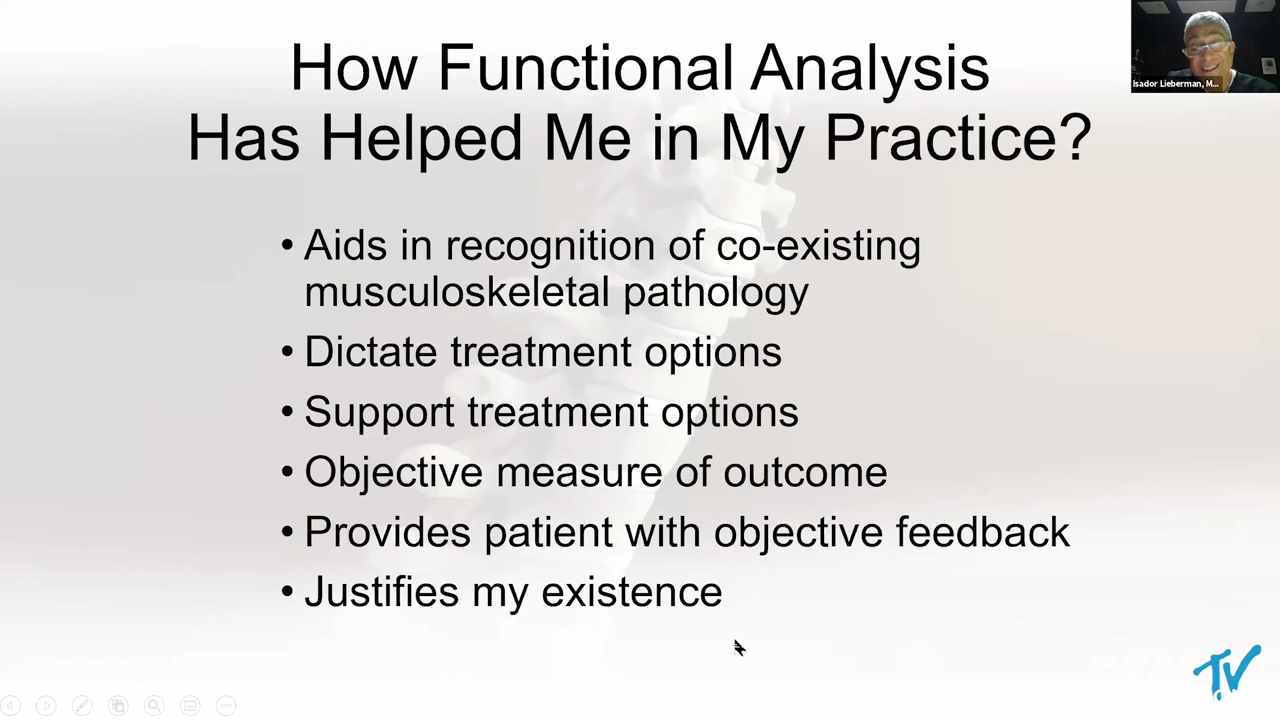 How Functional Analysis
Has Helped Me in My Practice?
Isador Lieberman, M...
• Aids in recognition of co-existing
musculoskeletal pathology
• Dictate treatment options
• Support treatment options
• Objective measure of outcome
• Provides patient with objective feedback
• Justifies my existence
TV